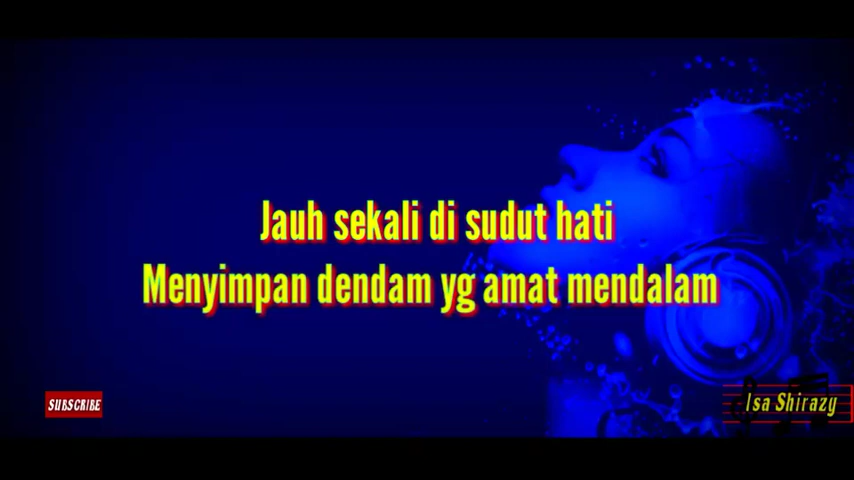 Jauh sekali di sudut hati
Menyimpan dendam yg amat mendalam
SUBSCRIBE
Isa Shirazy